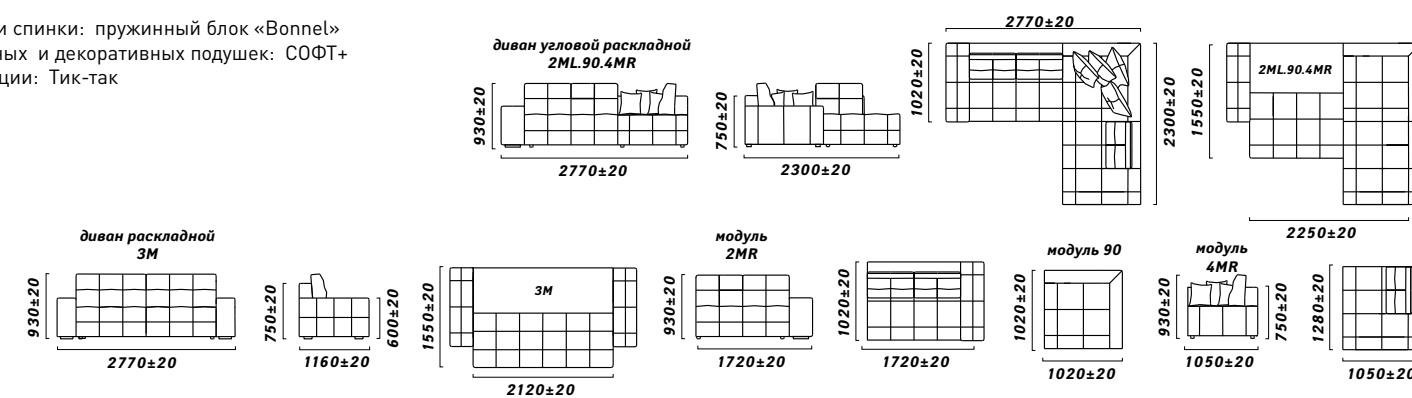 и спинки: пружинный блок «Bonnel»
и декоративных подушек: СОФТ+
Тик-так
диван угловой раскладной
2ML.90.4MR
930±20
2770±20
750±20
2300±20
2770±20
1020±20
2300±20
1550±20
2ML.90.4MR
2250±20
диван раскладной
3М
930±20
2770±20
750±20
600±20
1160±20
1550±20
3М
2120±20
модуль
2MR
930±20
1720±20
1020±20
1720±20
модуль 90
1020±20
1020±20
модуль
4MR
930±20
750±20
1050±20
1280±20
1050±20